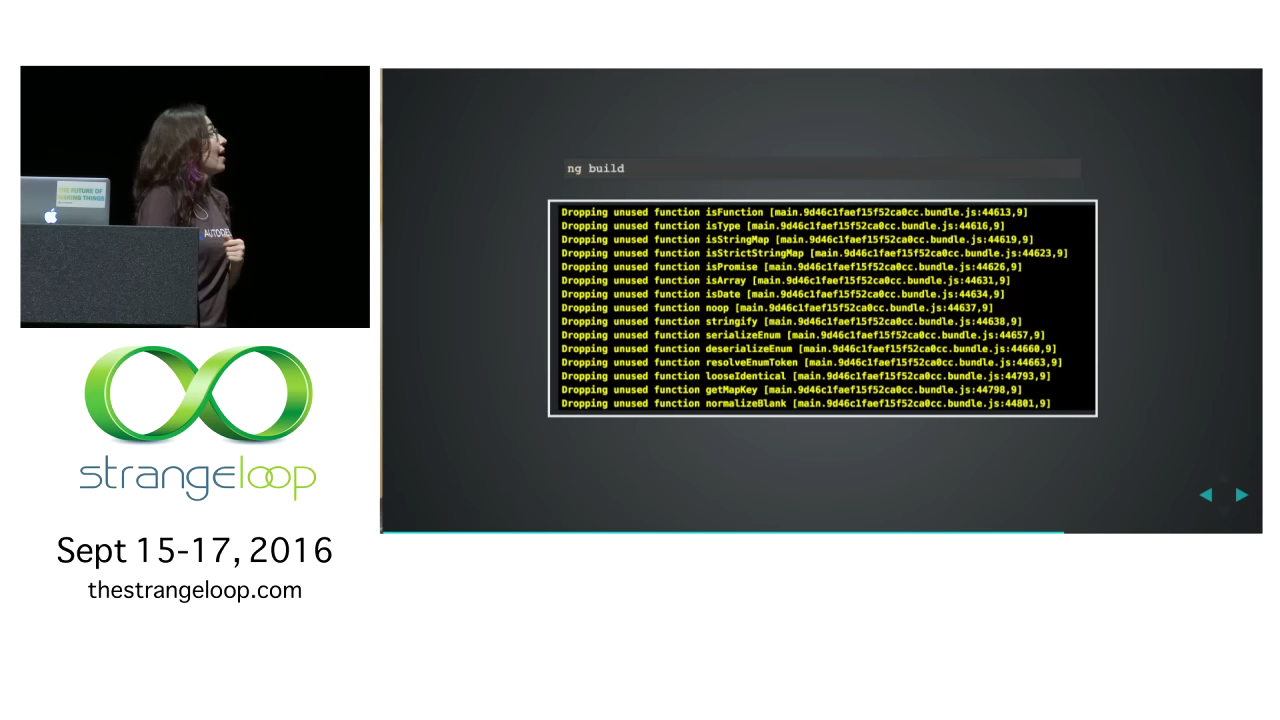 THE FUTURE OF
MAKING THINGS
AUTODES
strangeloop
Sept 15-17, 2016
thestrangeloop.com
ng build
Dropping unused function isFunction [main.9d46c1faef15f52ca0cc.bundle.js:44613,9]
Dropping unused function isType [main.9d46c1faef15f52ca0cc.bundle.js:44616,9]
Dropping unused function isStringMap [main.9d46c1faef15f52ca0cc.bundle.js:44619,9]
Dropping unused function isStrictStringMap [main.9d46c1faef15f52ca0cc.bundle.js:44623,9]
Dropping unused function isPromise [main.9d46c1faef15f52ca0cc.bundle.js:44626,9]
Dropping unused function isArray [main.9d46c1faef15f52ca0cc.bundle.js:44631,9]
Dropping unused function isDate [main.9d46c1faef15f52ca0cc.bundle.js:44634,9]
Dropping unused function noop [main.9d46c1faef15f52ca0cc.bundle.js:44637,9]
Dropping unused function stringify [main.9d46c1faef15f52ca0cc.bundle.js:44638,9]
Dropping unused function serializeEnum [main.9d46c1faef15f52ca0cc.bundle.js:44657,9]
Dropping unused function deserializeEnum [main.9d46c1faef15f52ca0cc.bundle.js:44660,9]
Dropping unused function resolveEnumToken [main.9d46c1faef15f52ca0cc.bundle.js:44663,9]
Dropping unused function looseIdentical [main.9d46c1faef15f52ca0cc.bundle.js:44793,9]
Dropping unused function getMapKey [main.9d46c1faef15f52ca0cc.bundle.js:44798,9]
Dropping unused function normalizeBlank [main.9d46c1faef15f52ca0cc.bundle.js:44801,9]